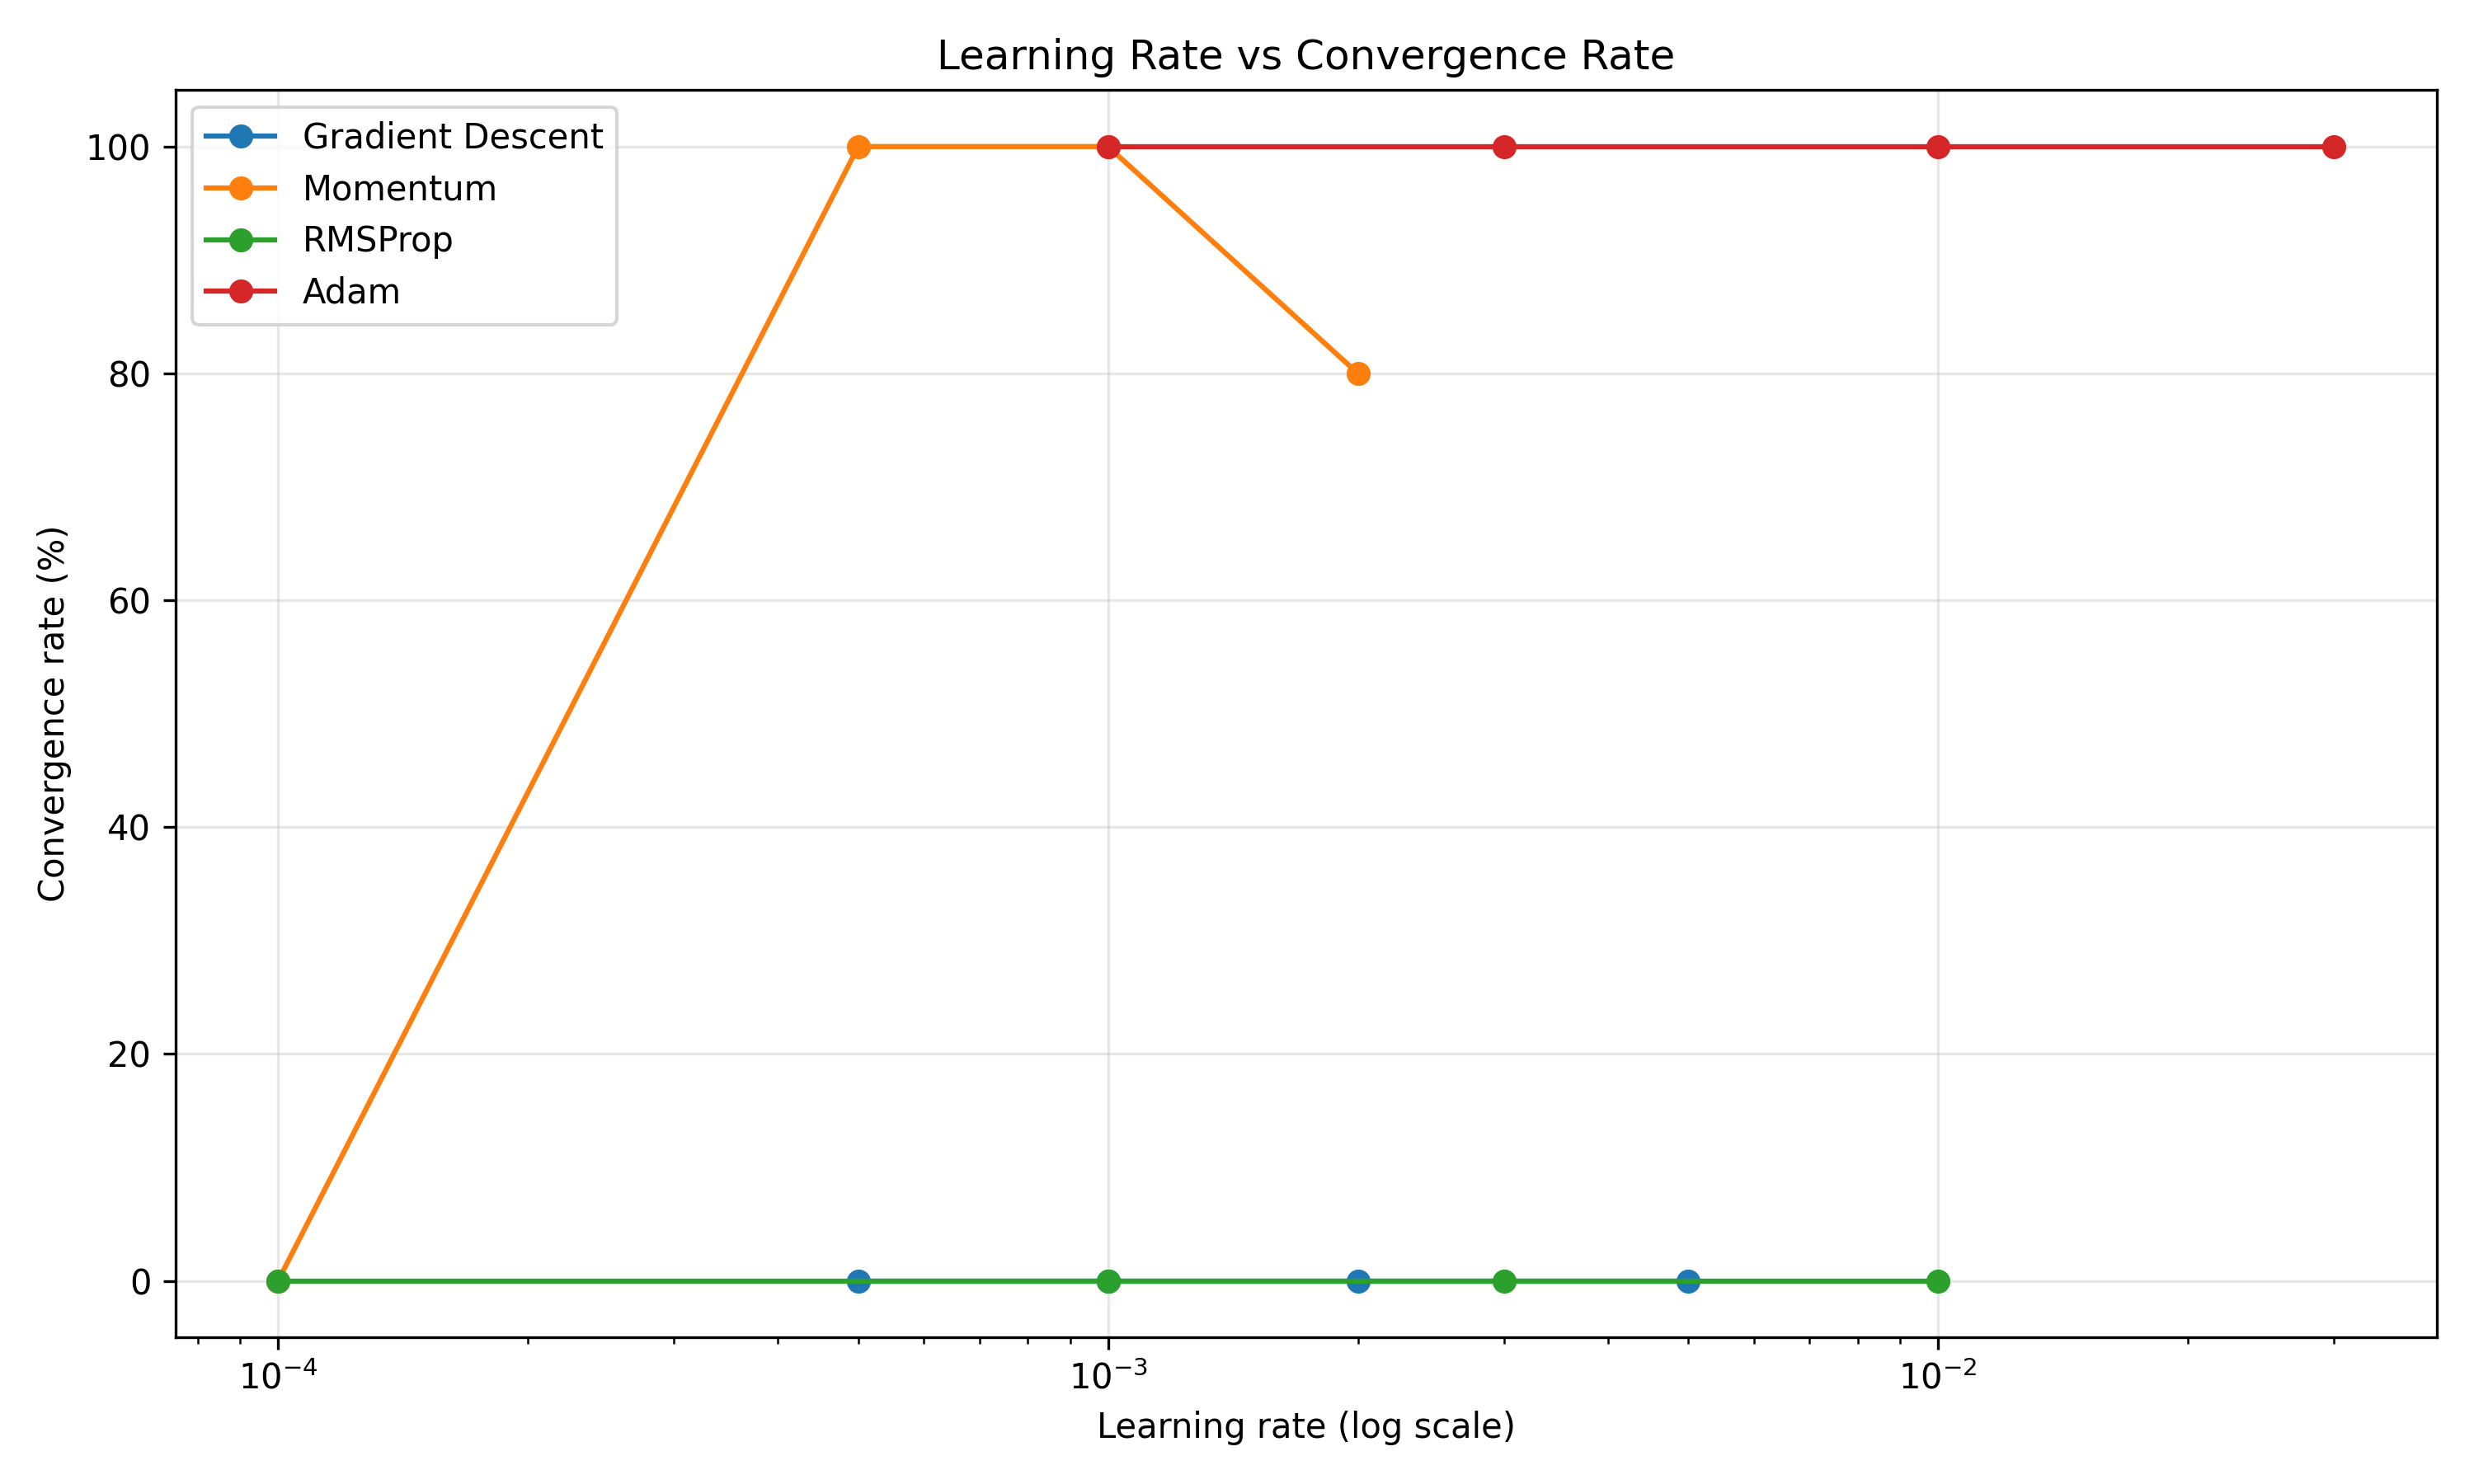 Learning Rate vs Convergence Rate
Gradient Descent
Momentum
RMSProp
Adam
Convergence rate (%)
100
80
60
40
20
0
10⁻⁴
10⁻³
10⁻²
Learning rate (log scale)